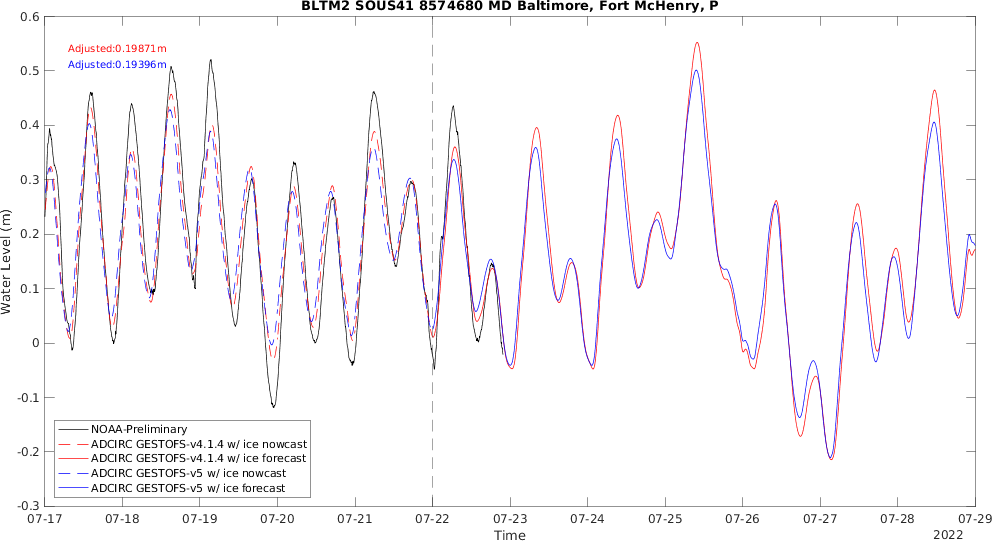 BLTM2 SOUS41 8574680 MD Baltimore, Fort McHenry, P
Adjusted:0.19871m
Adjusted:0.19396m
Water Level (m)
0.6
0.5
0.4
0.3
0.2
0.1
0
-0.1
-0.2
-0.3
NOAA-Preliminary
ADCIRC GESTOFS-v4.1.4 w/ ice nowcast
ADCIRC GESTOFS-v4.1.4 w/ ice forecast
ADCIRC GESTOFS-v5 w/ ice nowcast
ADCIRC GESTOFS-v5 w/ ice forecast
07-17 07-18 07-19 07-20 07-21 07-22 07-23 07-24 07-25 07-26 07-27 07-28 07-29
Time
2022